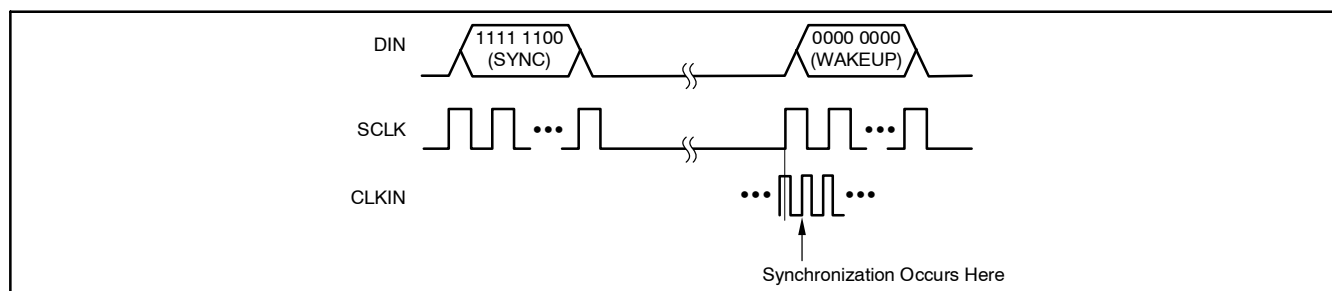 DIN
1111 1100
(SYNC)
0000 0000
(WAKEUP)
SCLK
CLKIN
Synchronization Occurs Here